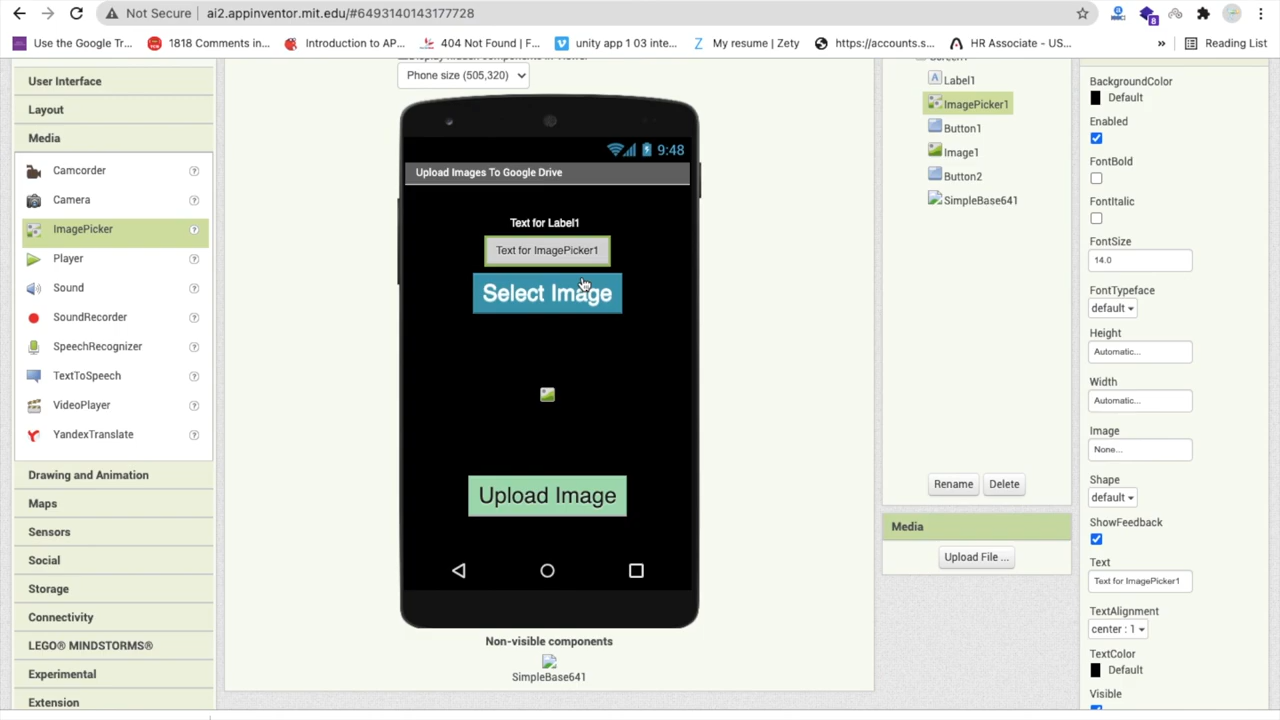 Not Secure
ai2.appinventor.mit.edu/#6493140143177728
8
Use the Google Tr...
1818 Comments in...
Introduction to AP...
404 Not Found | F...
unity app 1 03 inte...
My resume | Zety
https://accounts.s...
HR Associate - US...
»
Reading List
User Interface
Layout
Media
Camcorder
Camera
ImagePicker
Player
Sound
SoundRecorder
SpeechRecognizer
TextToSpeech
VideoPlayer
YandexTranslate
Drawing and Animation
Maps
Sensors
Social
Storage
Connectivity
LEGO® MINDSTORMS®
Experimental
Extension
Phone size (505,320)
9:48
Upload Images To Google Drive
Text for Label1
Text for ImagePicker1
Select Image
Upload Image
Non-visible components
SimpleBase641
Label1
ImagePicker1
Button1
Image1
Button2
SimpleBase641
Rename
Delete
Media
Upload File ...
BackgroundColor
Default
Enabled
FontBold
FontItalic
FontSize
14.0
FontTypeface
default
Height
Automatic...
Width
Automatic...
Image
None...
Shape
default
ShowFeedback
Text
Text for ImagePicker1
TextAlignment
center : 1
TextColor
Default
Visible